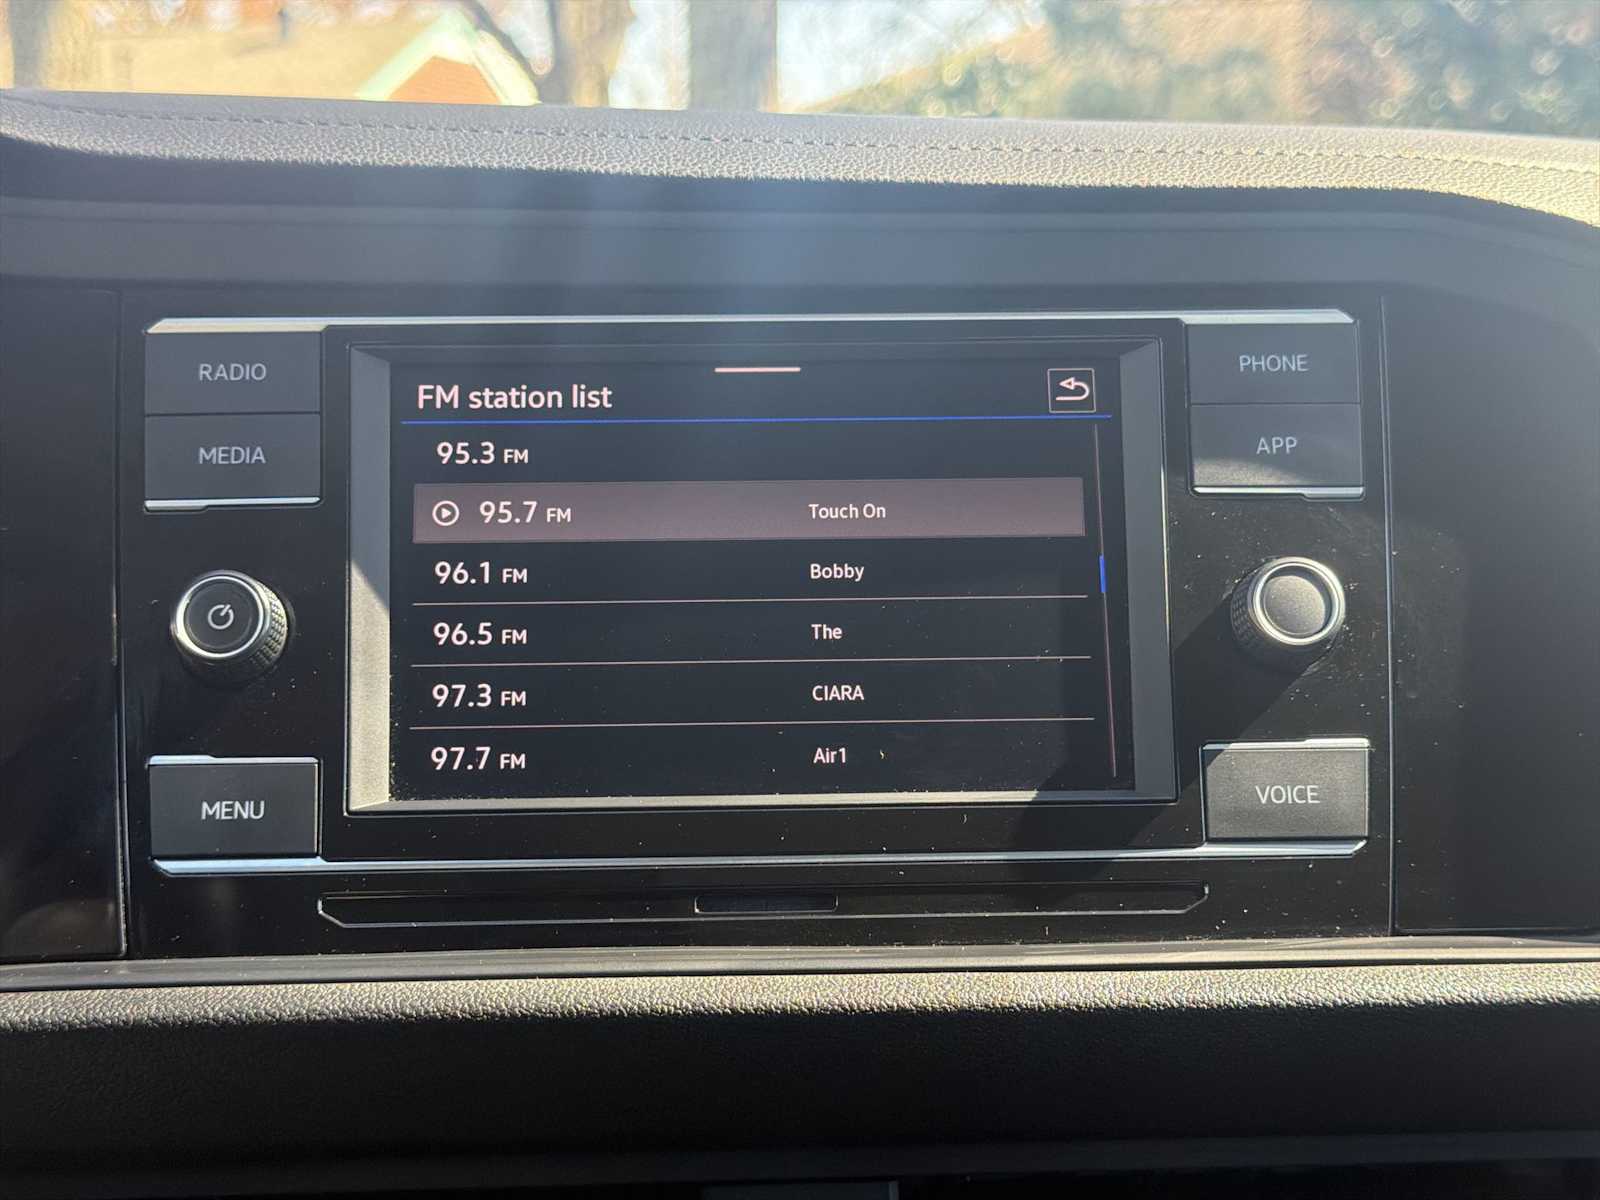 RADIO
MEDIA
MENU
FM station list
95.3 FM
95.7 FM Touch On
96.1 FM Bobby
96.5 FM The
97.3 FM CIARA
97.7 FM Air1
PHONE
APP
VOICE